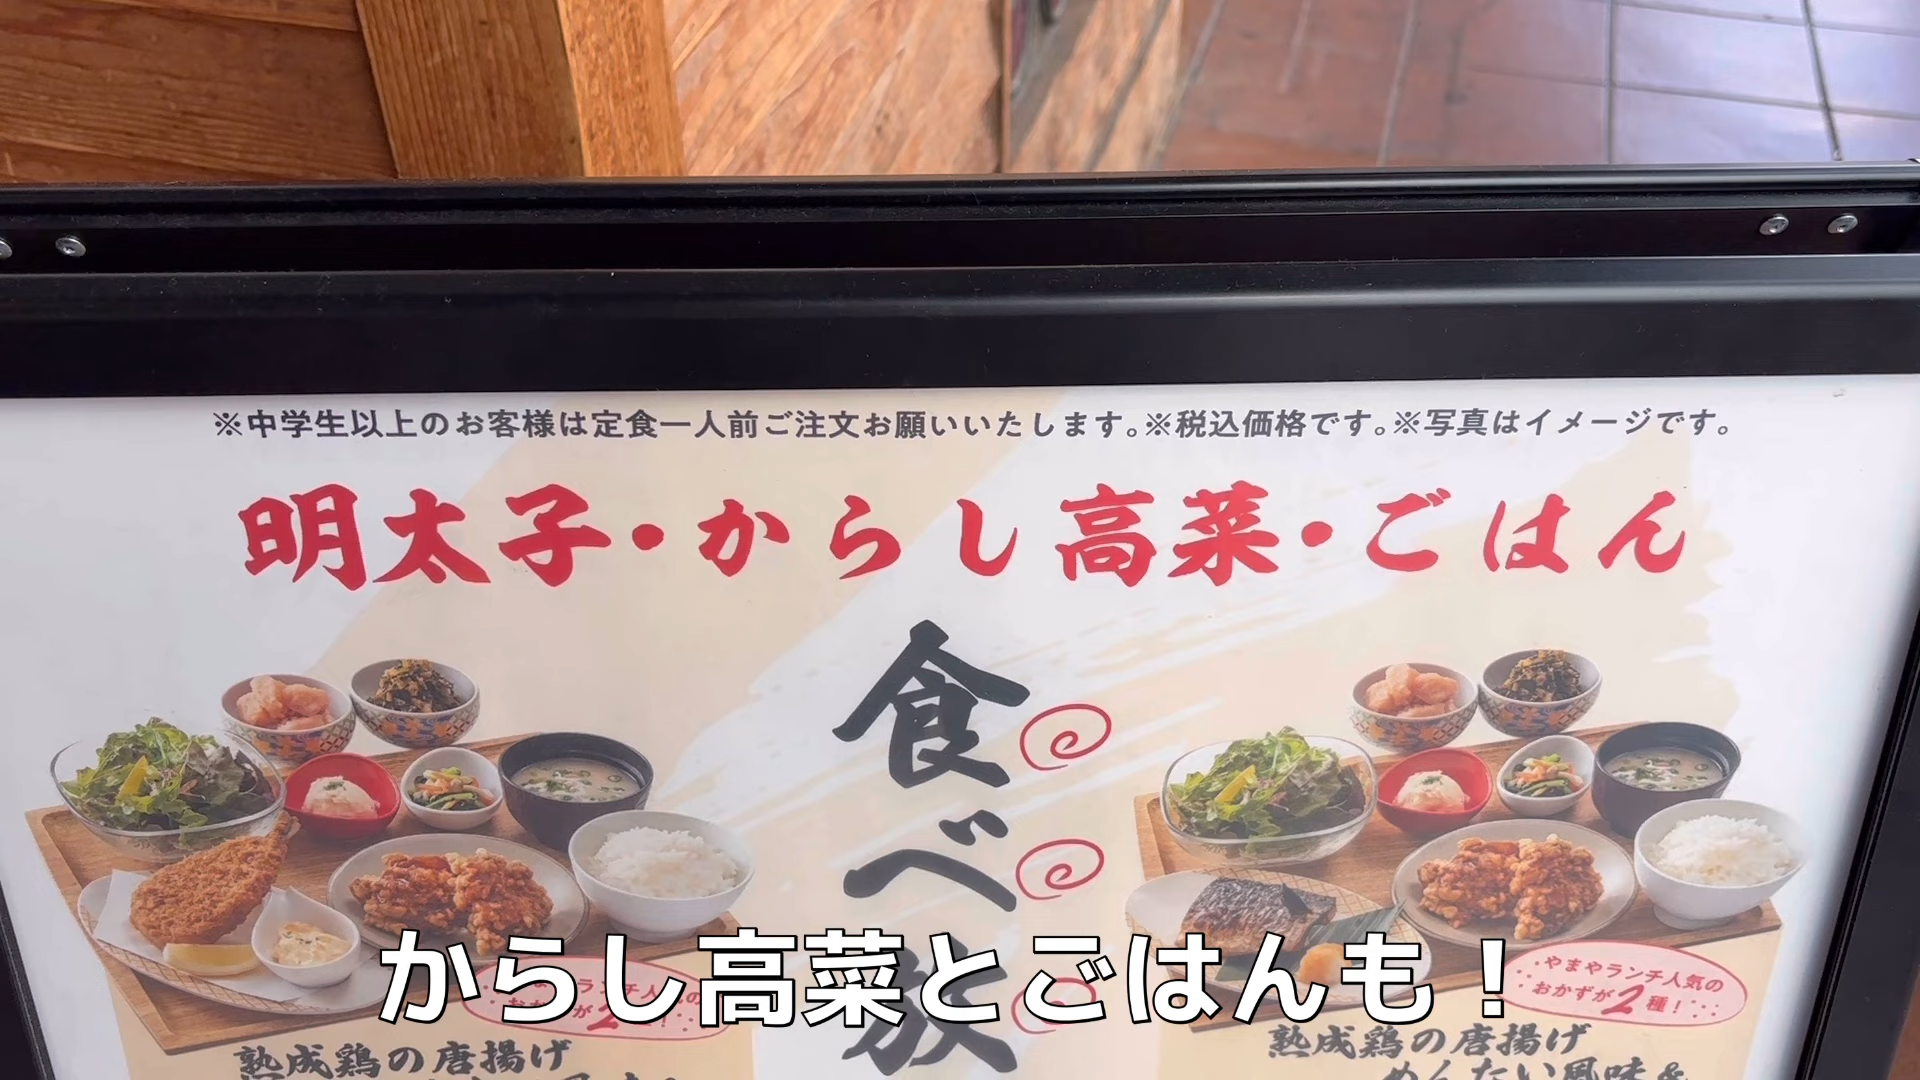 ※中学生以上のお客様は定食一人前ご注文お願いいたします。※税込価格です。※写真はイメージです。
明太子・からし高菜・ごはん
食べ放
やまやランチ人気の
おかずが2種!
熟成鶏の唐揚げ
熟成鶏の唐揚げ
めんたい風味&
からし高菜とごはんも!